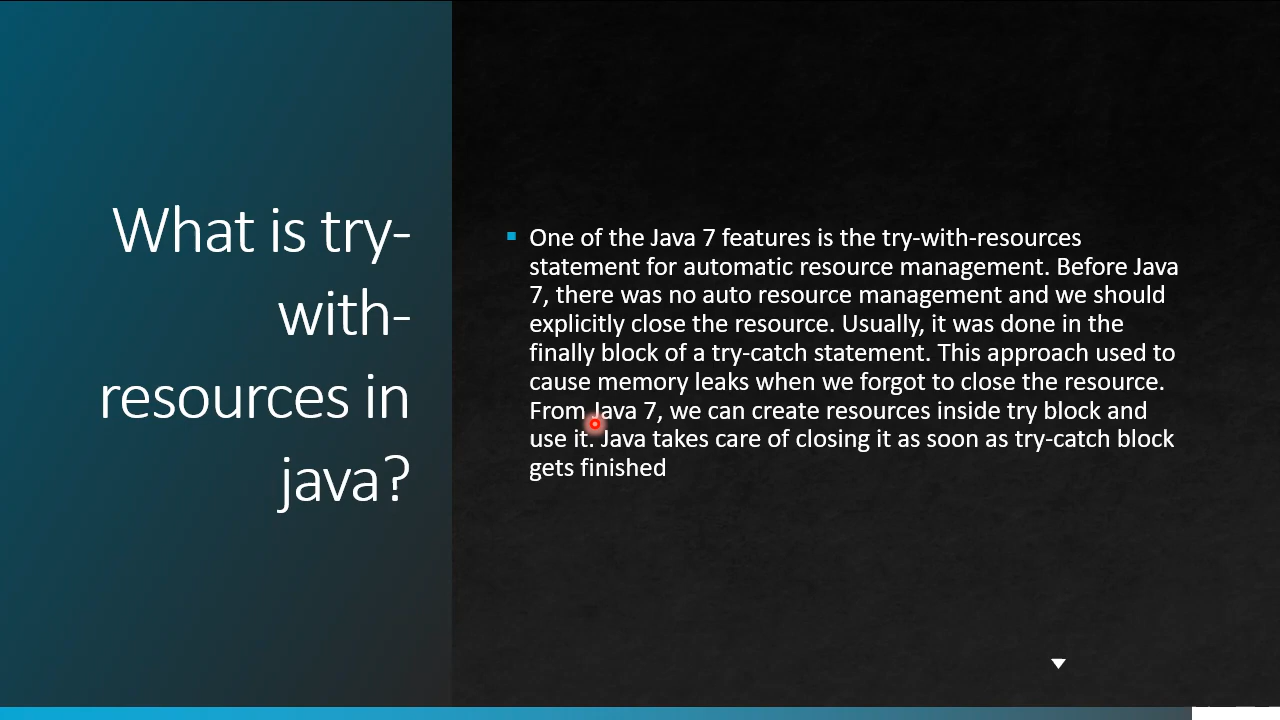 What is try-
with-
resources in
java?
One of the Java 7 features is the try-with-resources
statement for automatic resource management. Before Java
7, there was no auto resource management and we should
explicitly close the resource. Usually, it was done in the
finally block of a try-catch statement. This approach used to
cause memory leaks when we forgot to close the resource.
From Java 7, we can create resources inside try block and
use it. Java takes care of closing it as soon as try-catch block
gets finished